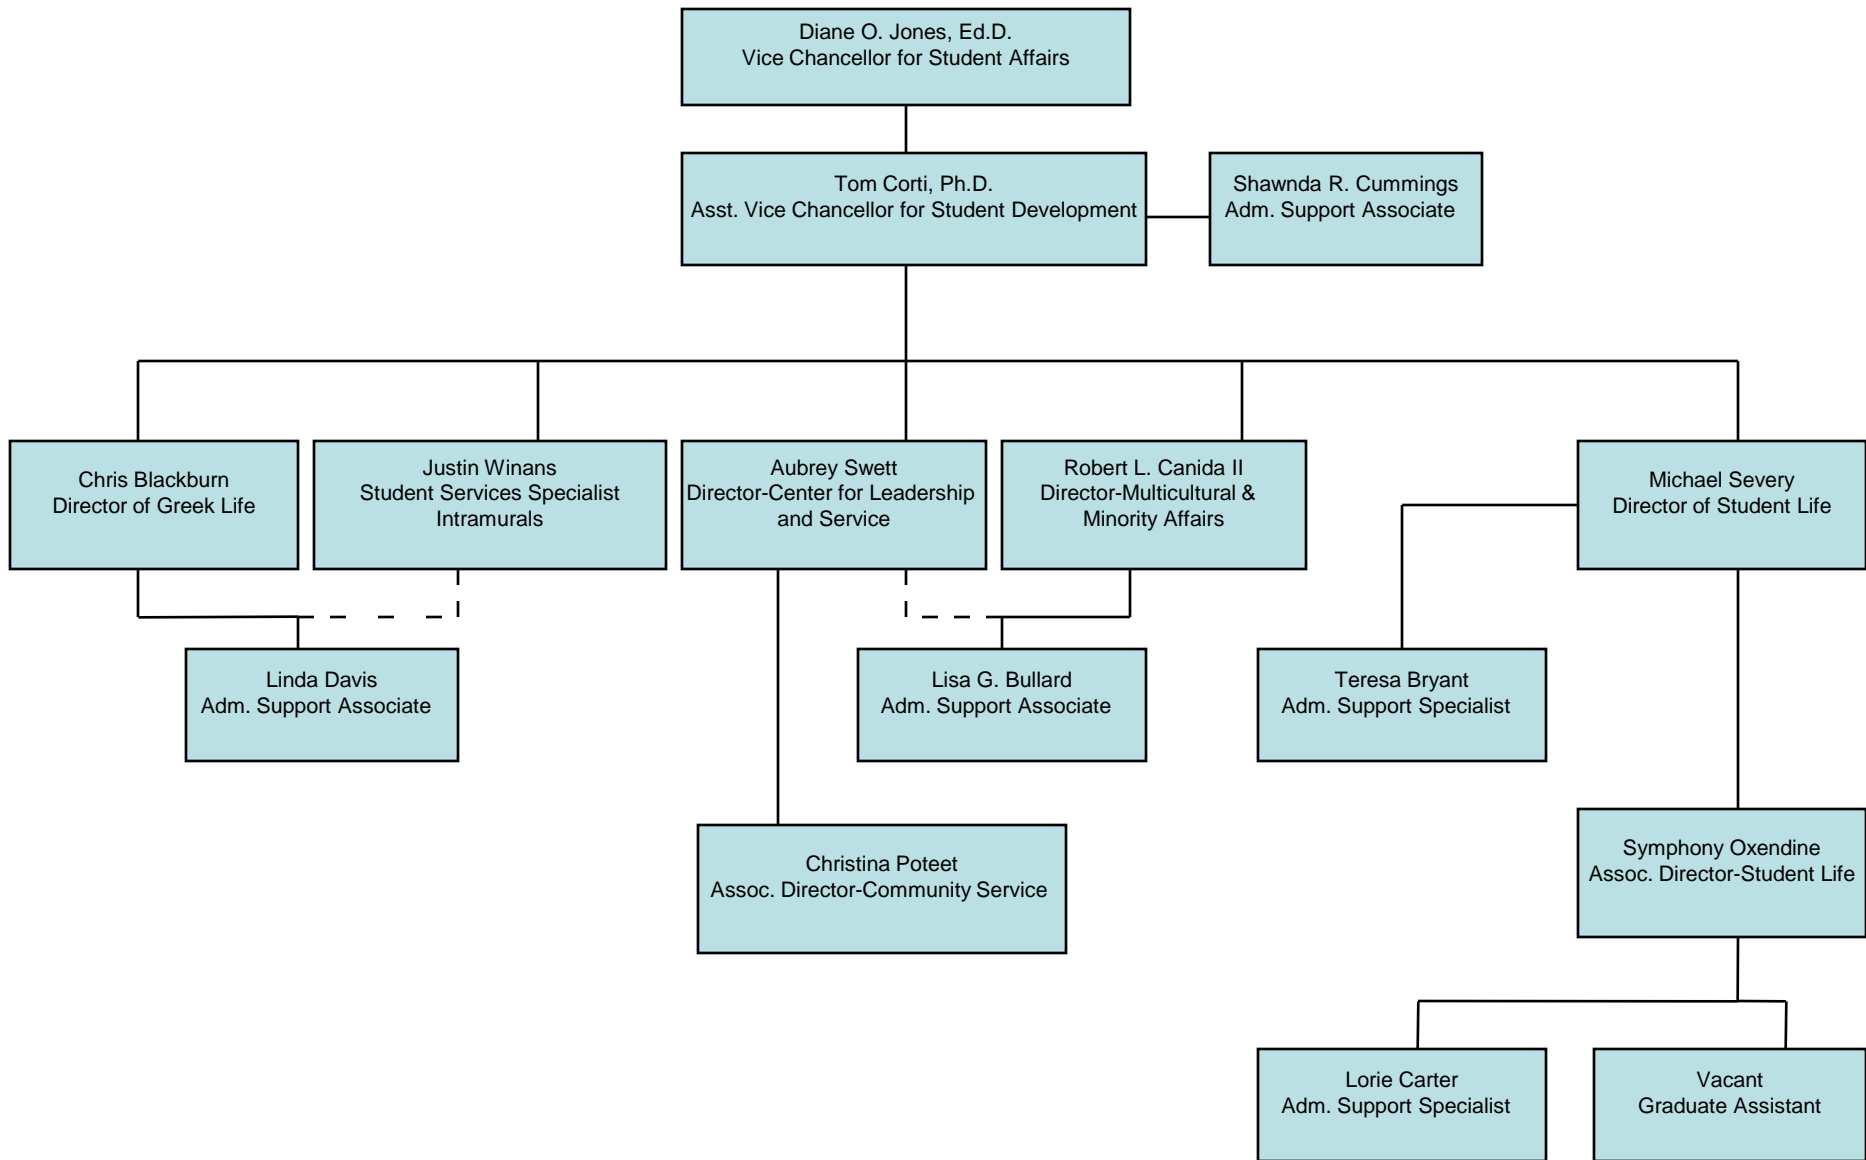 Diane O. Jones, Ed.D.
Vice Chancellor for Student Affairs
Tom Corti, Ph.D.
Asst. Vice Chancellor for Student Development
Shawnda R. Cummings
Adm. Support Associate
Chris Blackburn
Director of Greek Life
Justin Winans
Student Services Specialist
Intramurals
Aubrey Swett
Director-Center for Leadership
and Service
Robert L. Canida II
Director-Multicultural &
Minority Affairs
Michael Severy
Director of Student Life
Linda Davis
Adm. Support Associate
Lisa G. Bullard
Adm. Support Associate
Teresa Bryant
Adm. Support Specialist
Christina Poteet
Assoc. Director-Community Service
Symphony Oxendine
Assoc. Director-Student Life
Lorie Carter
Adm. Support Specialist
Vacant
Graduate Assistant